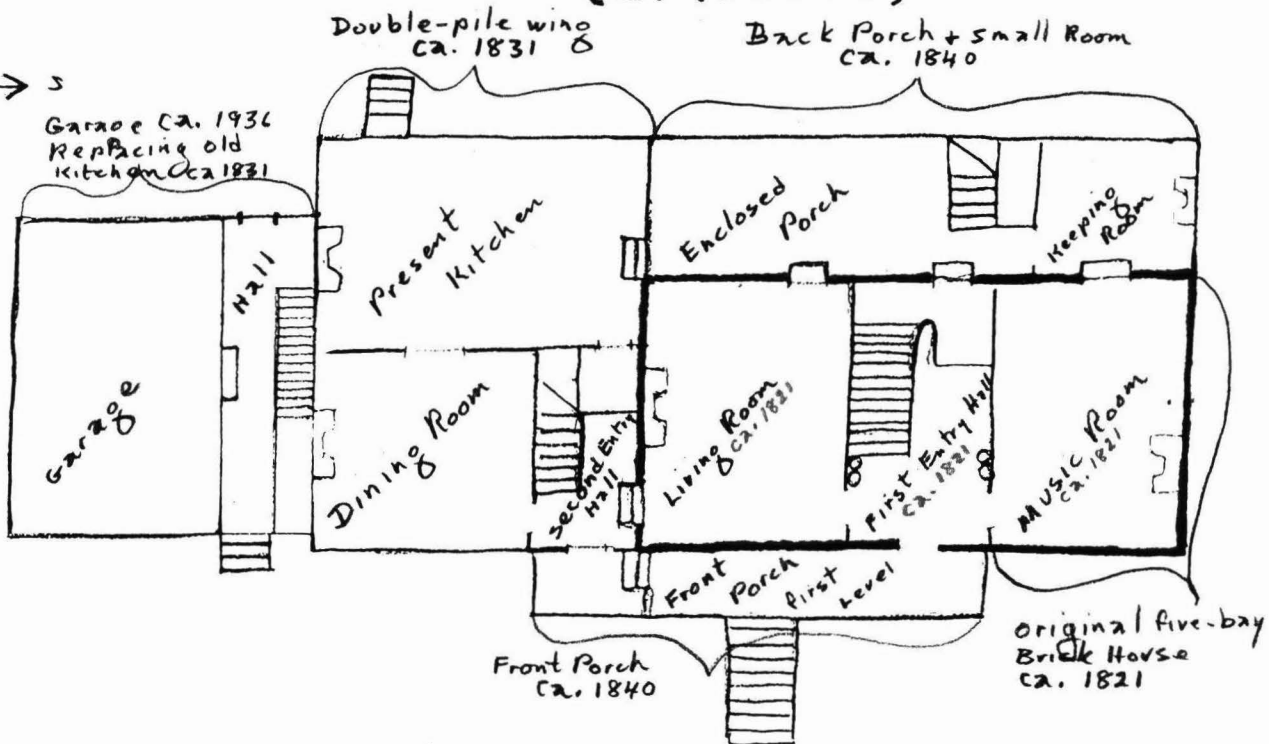 Double-pile wing
ca. 1831
Back Porch + small Room
ca. 1840
→ S
Garage ca. 1936
Replacing old
kitchen ca 1831
Garage
Hall
Present
Kitchen
Dining Room
Second Entry
Hall
Enclosed
Porch
Keeping
Room
Living Room
ca. 1821
First Entry Hall
ca. 1821
Music Room
ca. 1821
Front Porch first Level
Front Porch
ca. 1840
original five-bay
Brick House
ca. 1821